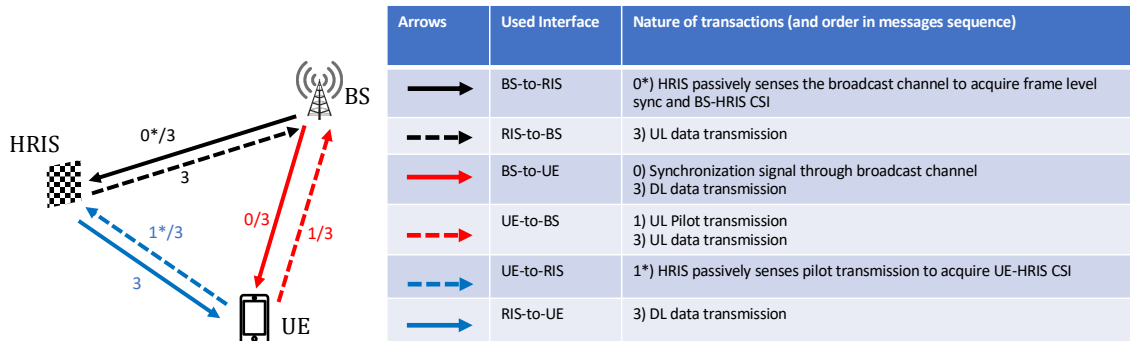 BS
HRIS
0*/3
3
0/3
1/3
1*/3
3
UE
Arrows Used Interface Nature of transactions (and order in messages sequence)
BS-to-RIS 0*) HRIS passively senses the broadcast channel to acquire frame level
sync and BS-HRIS CSI
RIS-to-BS 3) UL data transmission
BS-to-UE 0) Synchronization signal through broadcast channel
3) DL data transmission
UE-to-BS 1) UL Pilot transmission
3) UL data transmission
UE-to-RIS 1*) HRIS passively senses pilot transmission to acquire UE-HRIS CSI
RIS-to-UE 3) DL data transmission